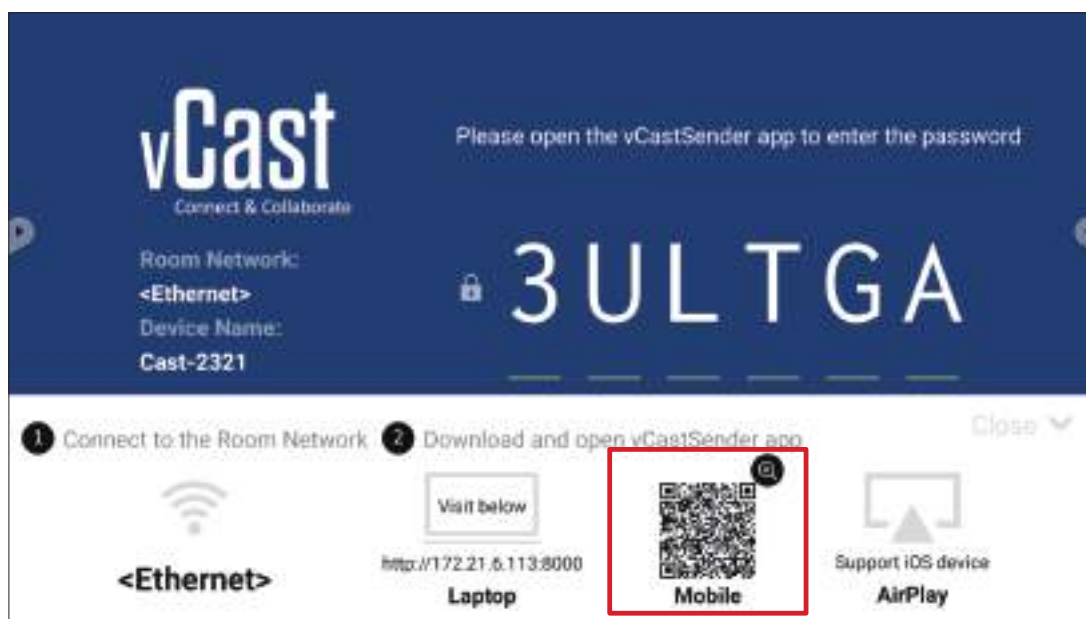 vCast
Connect & Collaborate
Please open the vCastSender app to enter the password
Room Network:
<Ethernet>
Device Name:
Cast-2321
3ULTGA
1 Connect to the Room Network
2 Download and open vCastSender app
Close
<Ethernet>
Visit below
http://172.21.6.113:8000
Laptop
Mobile
Support iOS device
AirPlay